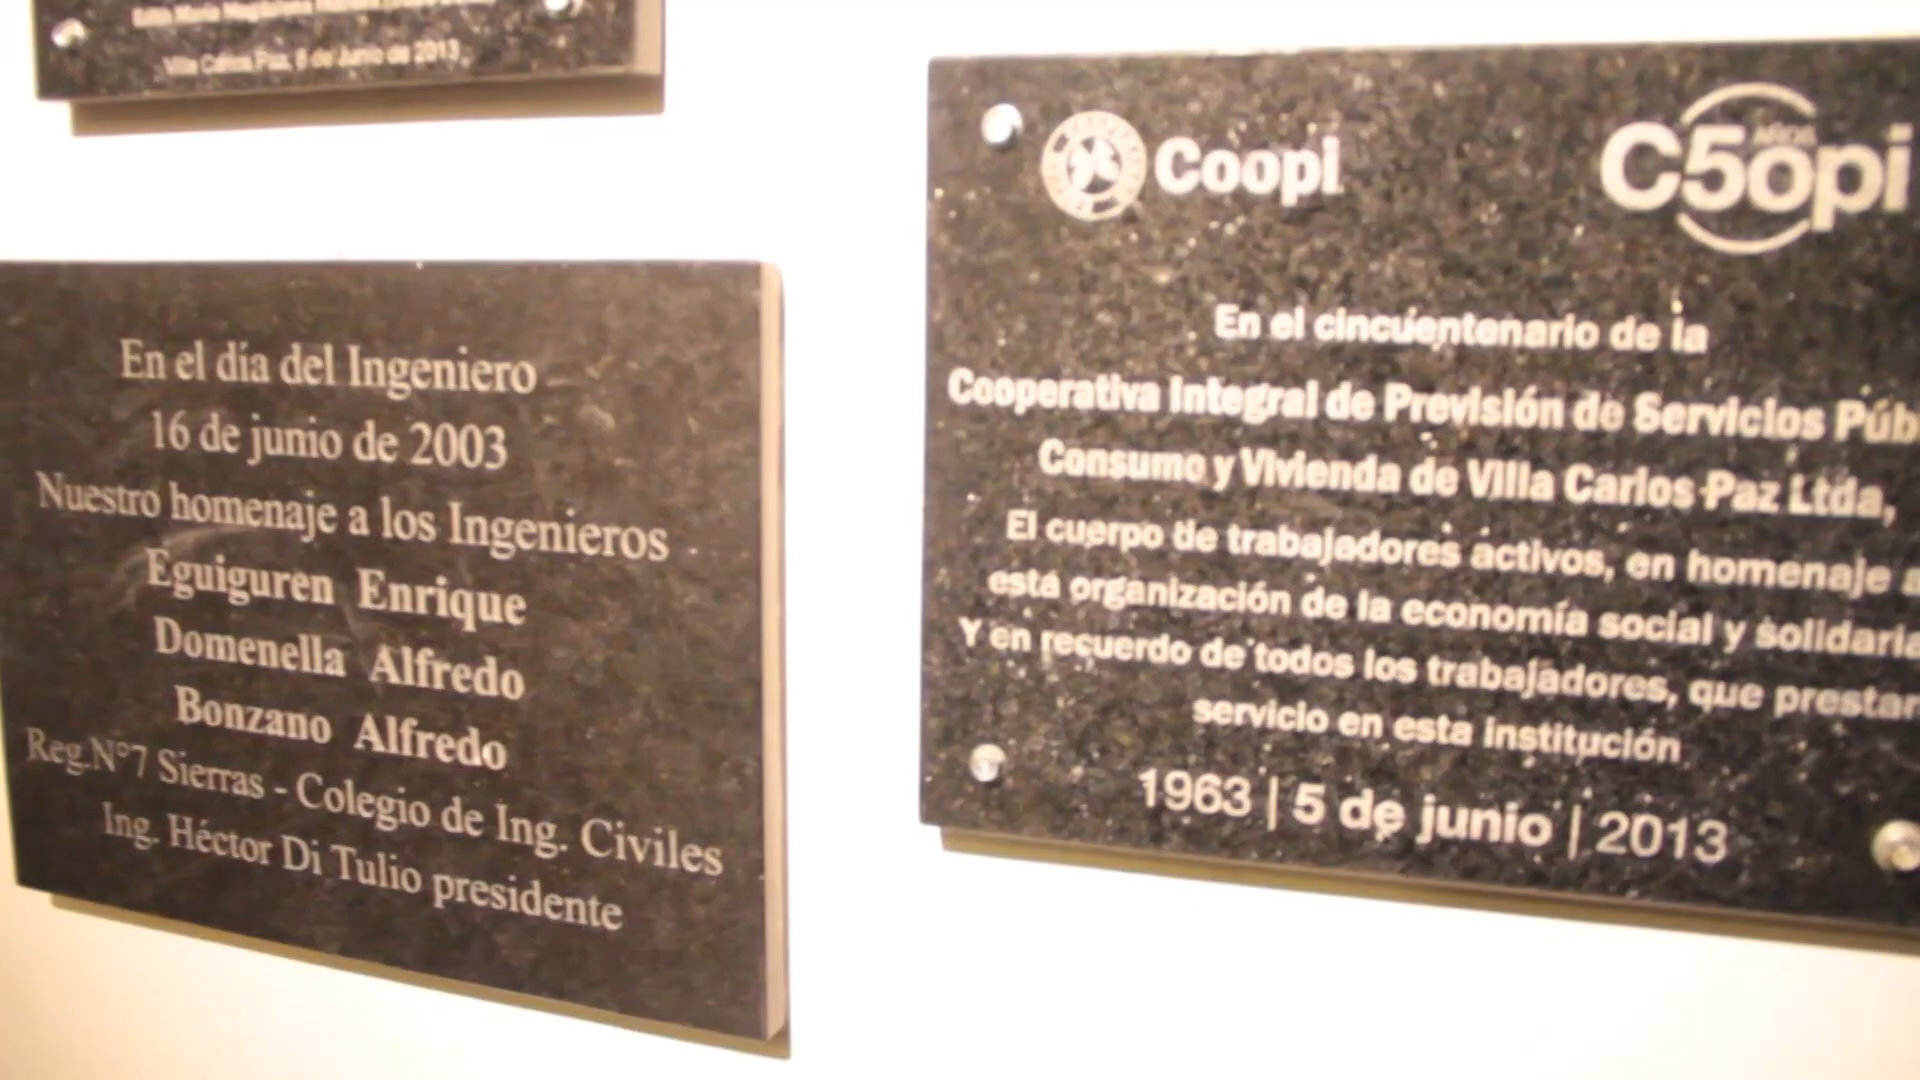 Villa Carlos Paz, 5 de Junio de 2013
En el día del Ingeniero
16 de junio de 2003
Nuestro homenaje a los Ingenieros
Eguiguren Enrique
Domenella Alfredo
Bonzano Alfredo
Reg.N°7 Sierras - Colegio de Ing. Civiles
Ing. Héctor Di Tulio presidente
Coopi
C50pi
AÑOS
En el cincuentenario de la
Cooperativa Integral de Previsión de Servicios Púb
Consumo y Vivienda de Villa Carlos Paz Ltda,
El cuerpo de trabajadores activos, en homenaje a
esta organización de la economía social y solidaria
Y en recuerdo de todos los trabajadores, que prestar
servicio en esta institución
1963 | 5 de junio | 2013